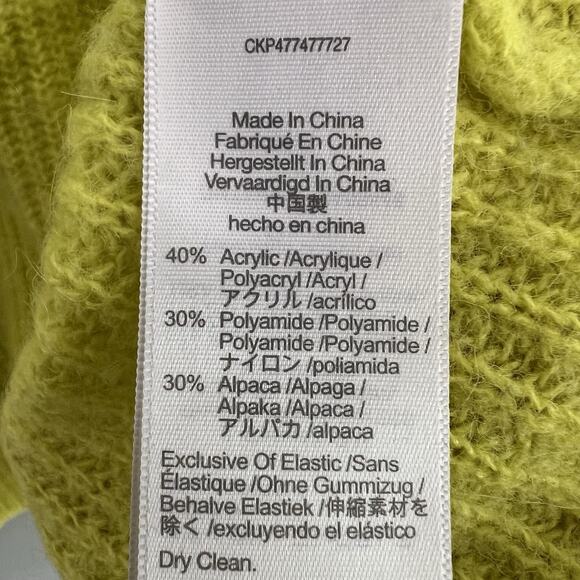 CKP477477727
Made In China
Fabriqué En Chine
Hergestellt In China
Vervaardigd In China
中国製
hecho en china
40% Acrylic /Acrylique /
Polyacryl /Acryl /
アクリル /acrílico
30% Polyamide /Polyamide /
Polyamide /Polyamide /
ナイロン /poliamida
30% Alpaca /Alpaga /
Alpaka /Alpaca /
アルパカ /alpaca
Exclusive Of Elastic /Sans
Élastique /Ohne Gummizug /
Behalve Elastiek /伸縮素材を
除く /excluyendo el elástico
Dry Clean.